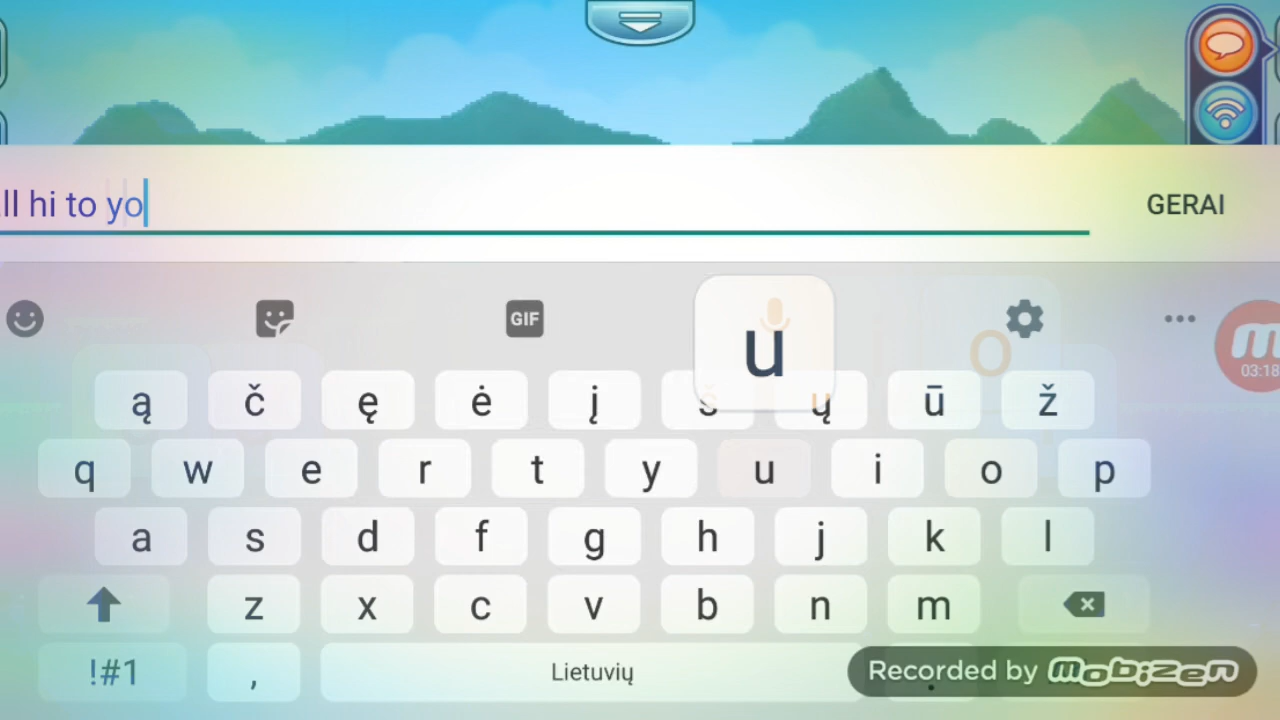 ll hi to yo
GERAI
GIF
u
o
03:18
ą č ę ė į š ų ū ž
q w e r t y u i o p
a s d f g h j k l
z x c v b n m
!#1 , Lietuvių .
Recorded by mobizen